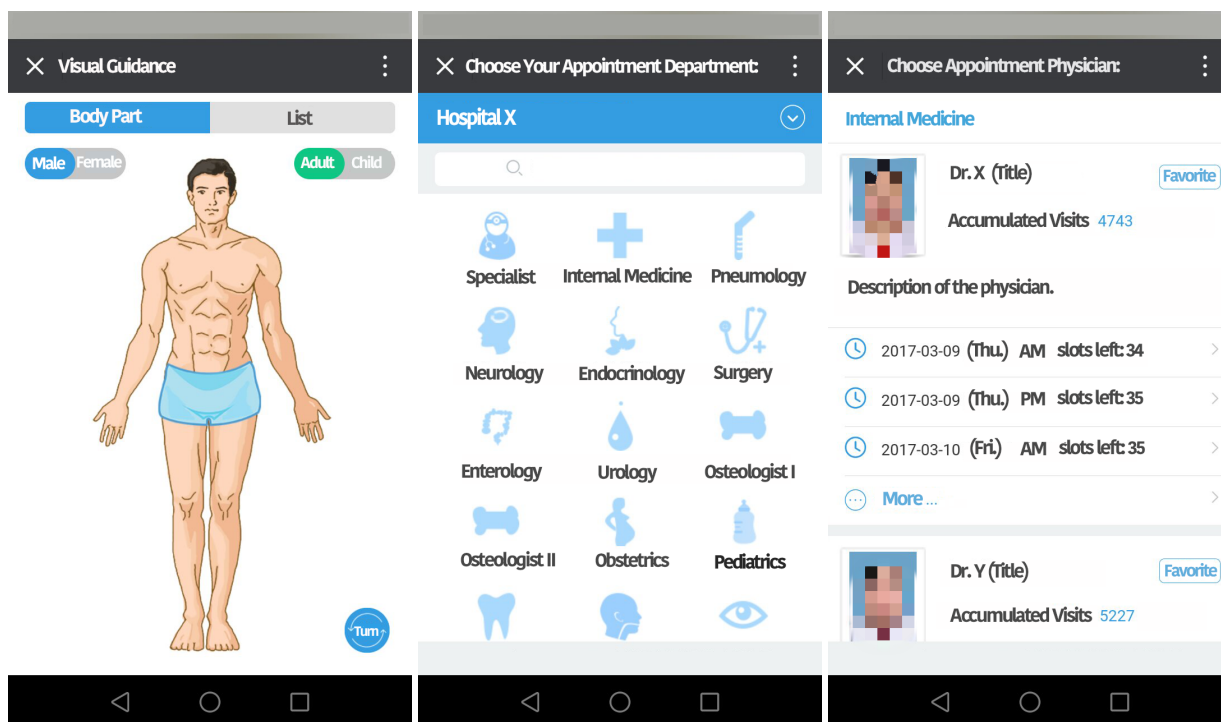 Visual Guidance
Body Part
List
Male
Female
Adult
Child
Turn
Choose Your Appointment Department:
Hospital X
Specialist
Internal Medicine
Pneumology
Neurology
Endocrinology
Surgery
Enterology
Urology
Osteologist I
Osteologist II
Obstetrics
Pediatrics
Choose Appointment Physician:
Internal Medicine
Dr. X (Title)
Favorite
Accumulated Visits 4743
Description of the physician.
2017-03-09 (Thu.) AM slots left: 34
2017-03-09 (Thu.) PM slots left: 35
2017-03-10 (Fri.) AM slots left: 35
More ...
Dr. Y (Title)
Favorite
Accumulated Visits 5227